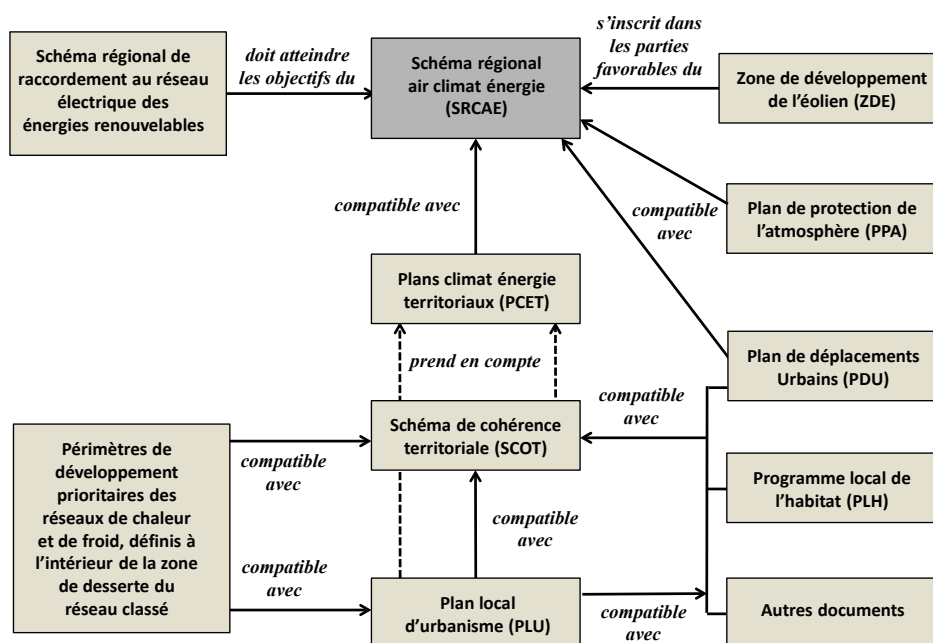 Schéma régional de
raccordement au réseau
électrique des
énergies renouvelables
doit atteindre
les objectifs du
Schéma régional
air climat énergie
(SRCAE)
s'inscrit dans
les parties
favorables du
Zone de développement
de l'éolien (ZDE)
compatible avec
compatible
avec
Plan de protection de
l'atmosphère (PPA)
Plans climat énergie
territoriaux (PCET)
prend en compte
Plan de déplacements
Urbains (PDU)
compatible
avec
Schéma de cohérence
territoriale (SCOT)
Périmètres de
développement
prioritaires des
réseaux de chaleur
et de froid, définis à
l'intérieur de la zone
de desserte du
réseau classé
compatible
avec
compatible
avec
Programme local de
l'habitat (PLH)
compatible
avec
Plan local
d'urbanisme (PLU)
compatible
avec
Autres documents